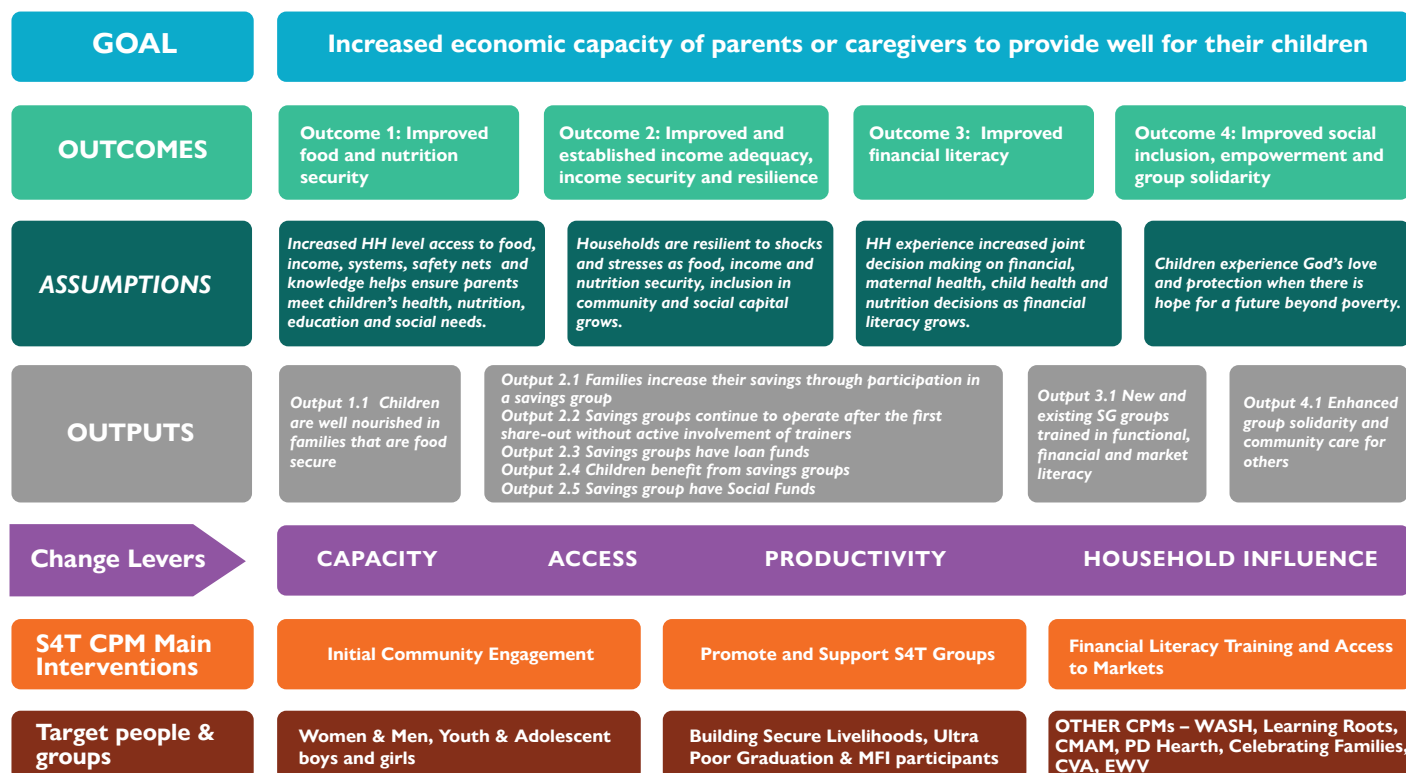 GOAL
Increased economic capacity of parents or caregivers to provide well for their children
OUTCOMES
Outcome 1: Improved
food and nutrition
security
Outcome 2: Improved and
established income adequacy,
income security and resilience
Outcome 3:  Improved
financial literacy
Outcome 4: Improved social
inclusion, empowerment and
group solidarity
ASSUMPTIONS
Increased HH level access to food,
income, systems, safety nets  and
knowledge helps ensure parents
meet children's health, nutrition,
education and social needs.
Households are resilient to shocks
and stresses as food, income and
nutrition security, inclusion in
community and social capital
grows.
HH experience increased joint
decision making on financial,
maternal health, child health and
nutrition decisions as financial
literacy grows.
Children experience God's love
and protection when there is
hope for a future beyond poverty.
OUTPUTS
Output 1.1  Children
are well nourished in
families that are food
secure
Output 2.1 Families increase their savings through participation in
a savings group
Output 2.2 Savings groups continue to operate after the first
share-out without active involvement of trainers
Output 2.3 Savings groups have loan funds
Output 2.4 Children benefit from savings groups
Output 2.5 Savings group have Social Funds
Output 3.1 New and
existing SG groups
trained in functional,
financial and market
literacy
Output 4.1 Enhanced
group solidarity and
community care for
others
Change Levers
CAPACITY
ACCESS
PRODUCTIVITY
HOUSEHOLD INFLUENCE
S4T CPM Main
Interventions
Initial Community Engagement
Promote and Support S4T Groups
Financial Literacy Training and Access
to Markets
Target people &
groups
Women & Men, Youth & Adolescent
boys and girls
Building Secure Livelihoods, Ultra
Poor Graduation & MFI participants
OTHER CPMs – WASH, Learning Roots,
CMAM, PD Hearth, Celebrating Families,
CVA, EWV